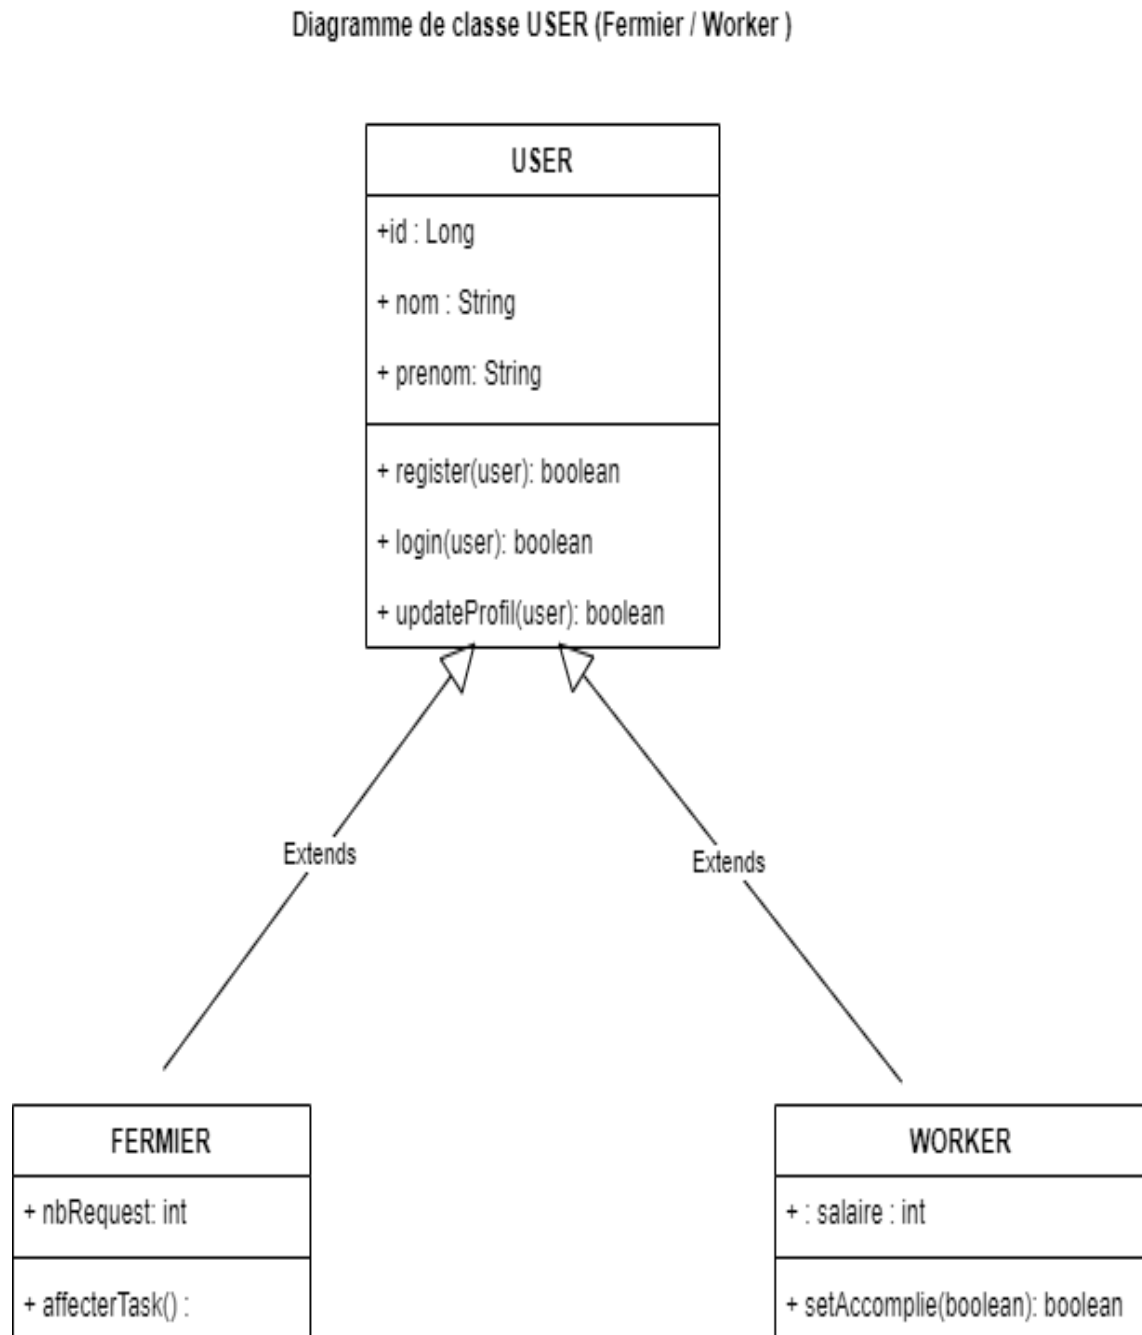 Diagramme de classe USER (Fermier / Worker )
USER
+id : Long
+ nom : String
+ prenom: String
+ register(user): boolean
+ login(user): boolean
+ updateProfil(user): boolean
Extends
Extends
FERMIER
+ nbRequest: int
+ affecterTask() :
WORKER
+ : salaire : int
+ setAccomplie(boolean): boolean